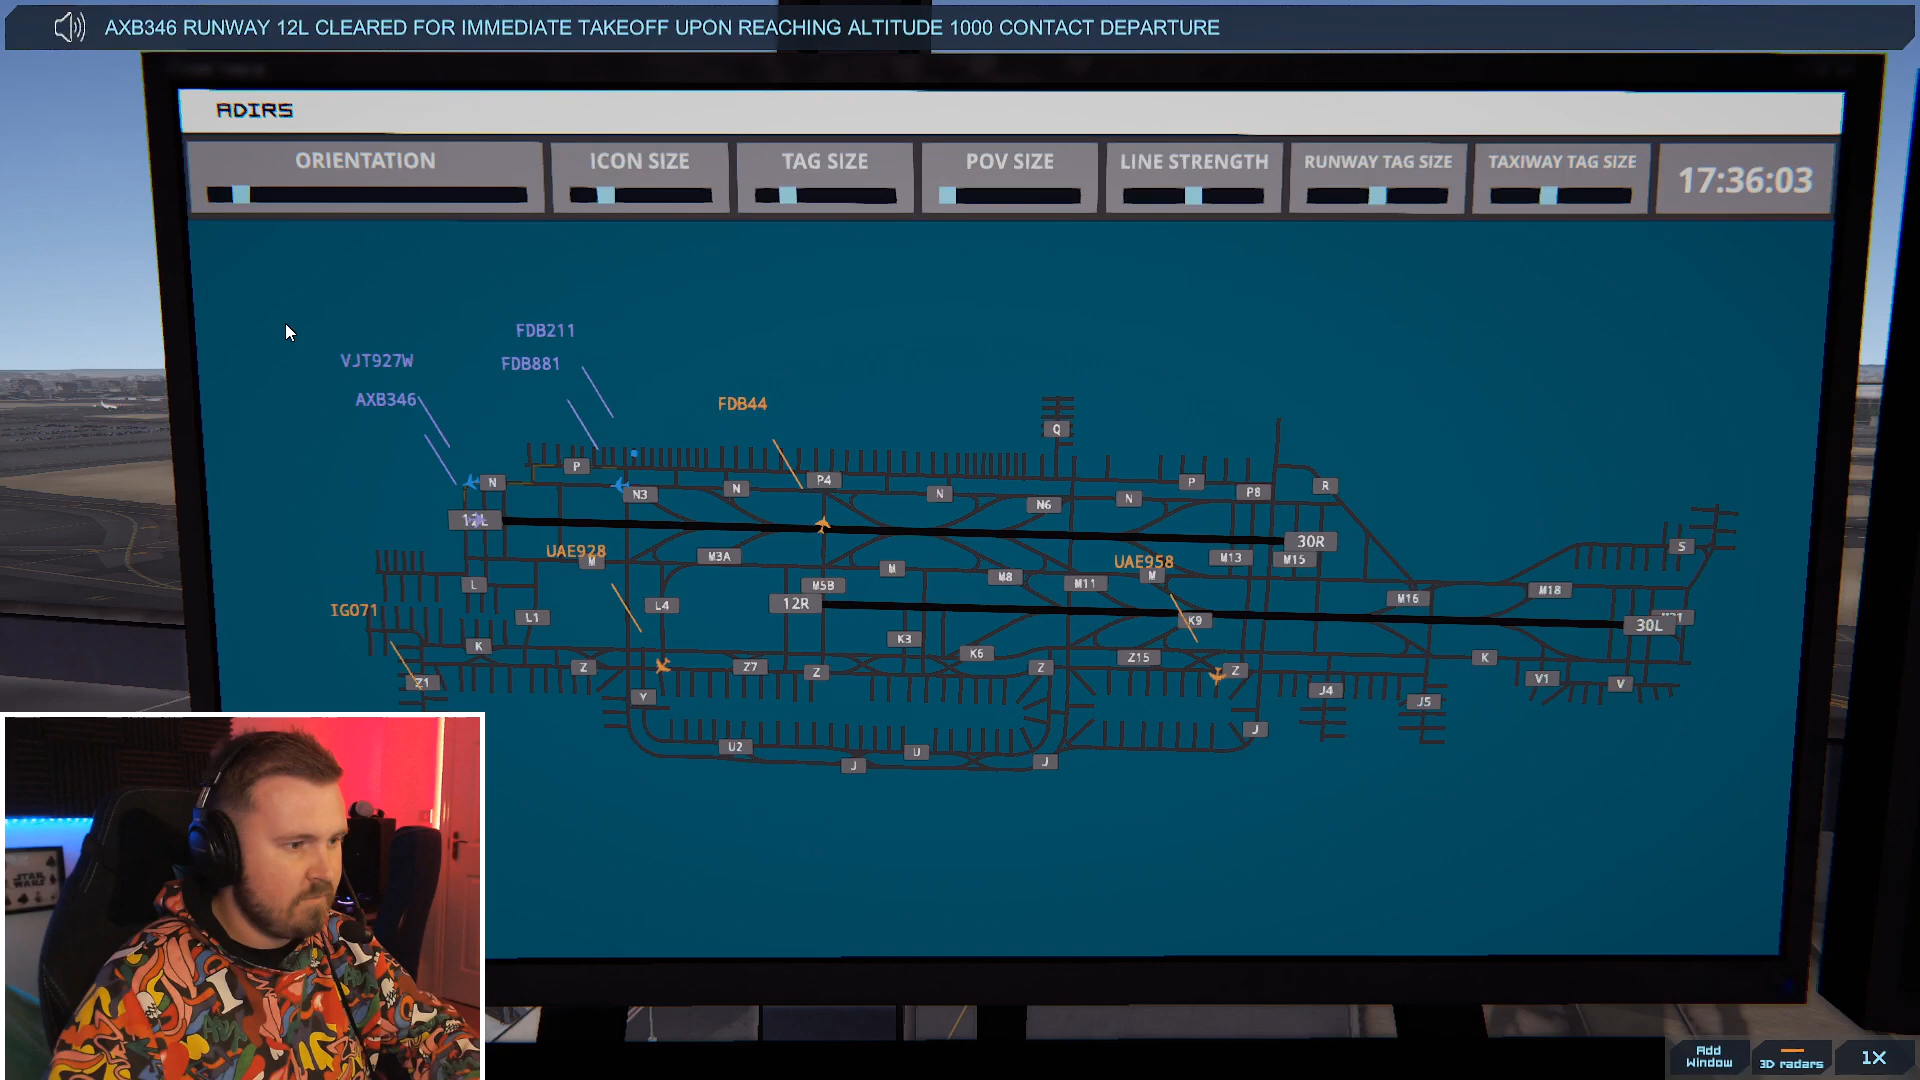 AXB346 RUNWAY 12L CLEARED FOR IMMEDIATE TAKEOFF UPON REACHING ALTITUDE 1000 CONTACT DEPARTURE
ADIRS
ORIENTATION
ICON SIZE
TAG SIZE
POV SIZE
LINE STRENGTH
RUNWAY TAG SIZE
TAXIWAY TAG SIZE
17:36:03
FDB211
VJT927W
FDB881
AXB346
FDB44
Q
P
P4
P
P8
R
N
N3
N
N
N6
N
12L
30R
S
UAE928
M
M3A
M
UAE958
M
M13
M15
L
M5B
M8
M11
M16
M18
IGO71
L1
L4
12R
K9
30L
K
K3
K6
Z15
K
Z1
Z
Z7
Z
Z
Z
V1
V
Y
J4
J5
U2
U
J
J
J
STAR
WARS
I
Add
Window
3D radars
1X